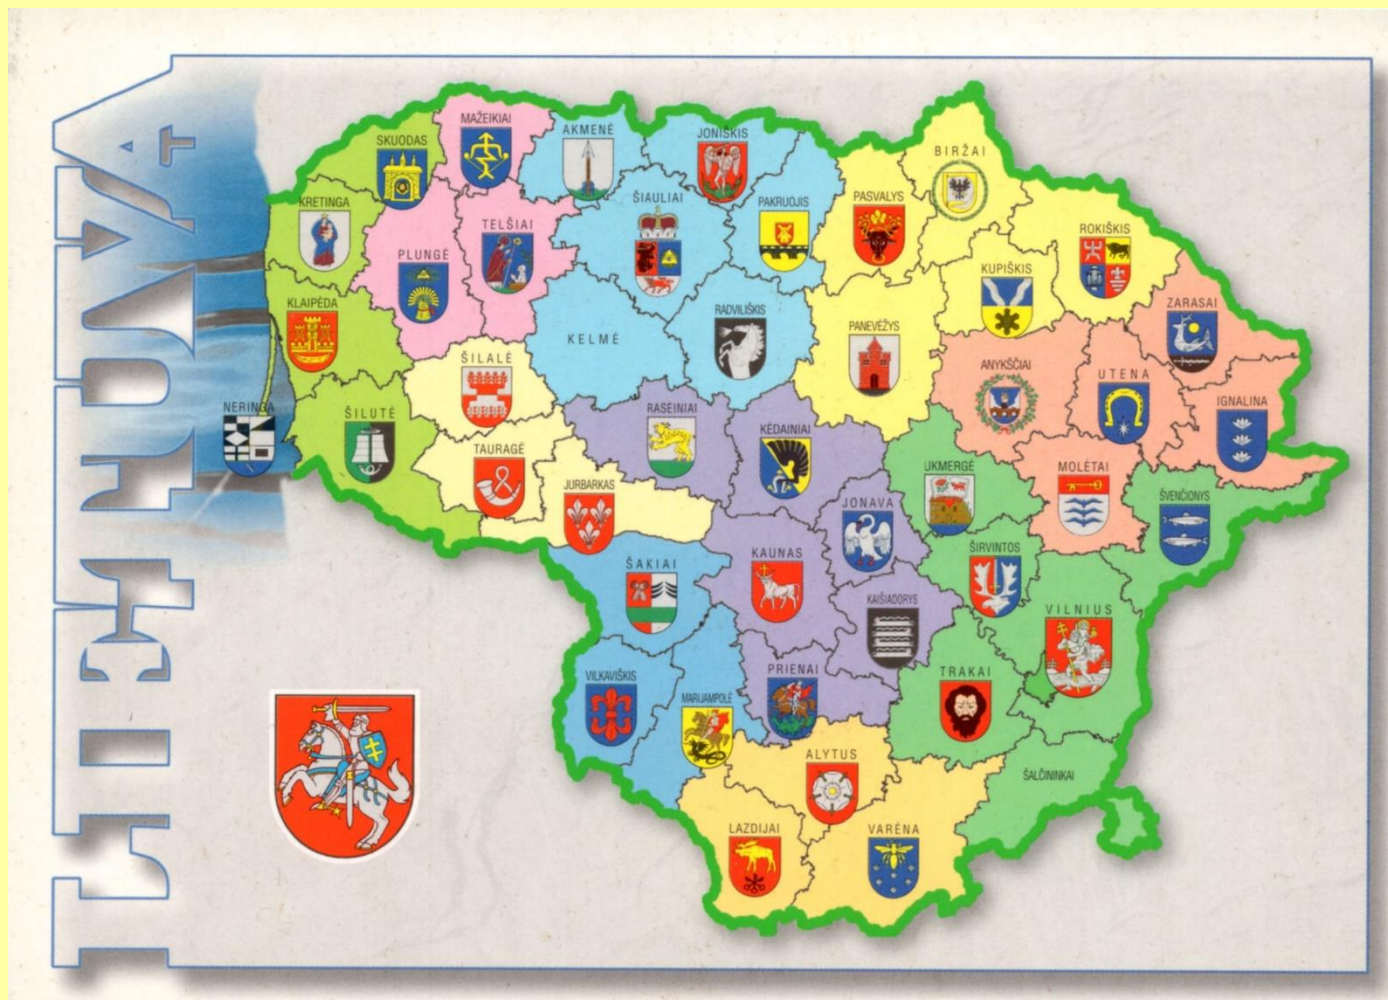 LIETUVA
MAŽEIKIAI
SKUODAS
AKMENĖ
JONIŠKIS
BIRŽAI
KRETINGA
TELŠIAI
ŠIAULIAI
PAKRUOJIS
PASVALYS
ROKIŠKIS
PLUNGĖ
KUPIŠKIS
KLAIPĖDA
ZARASAI
KELMĖ
RADVILIŠKIS
PANEVĖŽYS
ŠILALĖ
ANYKŠČIAI
UTENA
NERINGA
ŠILUTĖ
RASEINIAI
KĖDAINIAI
IGNALINA
TAURAGĖ
JURBARKAS
UKMERGĖ
MOLĖTAI
JONAVA
ŠVENČIONYS
ŠAKIAI
KAUNAS
ŠIRVINTOS
KAIŠIADORYS
VILNIUS
VILKAVIŠKIS
MARIJAMPOLĖ
PRIENAI
TRAKAI
ALYTUS
ŠALČININKAI
LAZDIJAI
VARĖNA